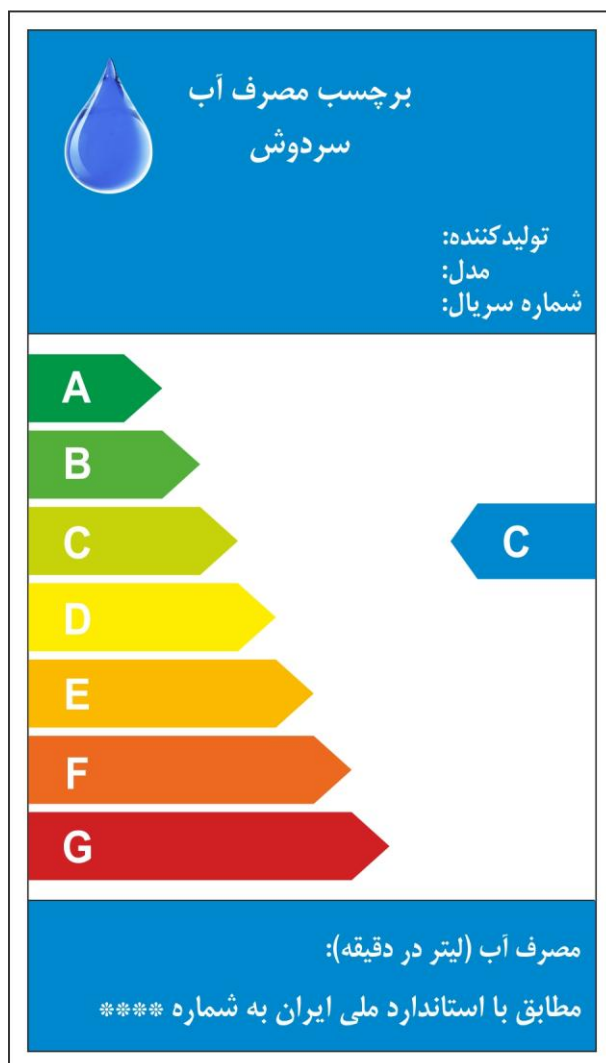 برچسب مصرف آب
سردوش
تولیدکننده:
مدل:
شماره سریال:
A
B
C
C
D
E
F
G
مصرف آب (لیتر در دقیقه):
مطابق با استاندارد ملی ایران به شماره ****